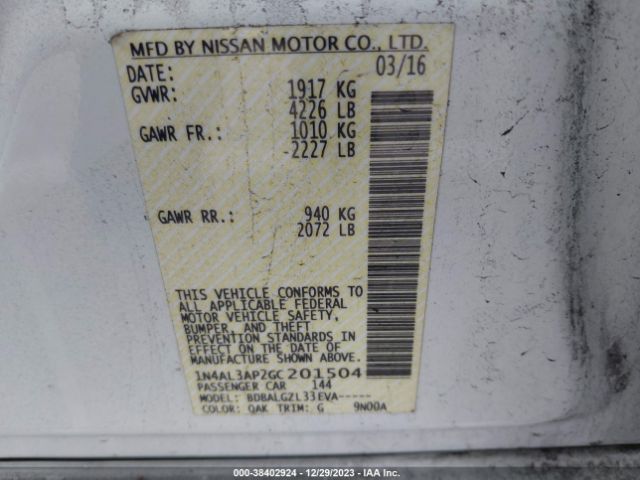 MFD BY NISSAN MOTOR CO., LTD.
DATE: 03/16
GVWR: 1917 KG
4226 LB
GAWR FR.: 1010 KG
2227 LB
GAWR RR.: 940 KG
2072 LB
THIS VEHICLE CONFORMS TO
ALL APPLICABLE FEDERAL
MOTOR VEHICLE SAFETY,
BUMPER, AND THEFT
PREVENTION STANDARDS IN
EFFECT ON THE DATE OF
MANUFACTURE SHOWN ABOVE.
1N4AL3AP2GC201504
PASSENGER CAR 144
MODEL: BDBALGZL33EVA-----
COLOR: QAK TRIM: G 9N00A
000-38402924 - 12/29/2023 - IAA Inc.